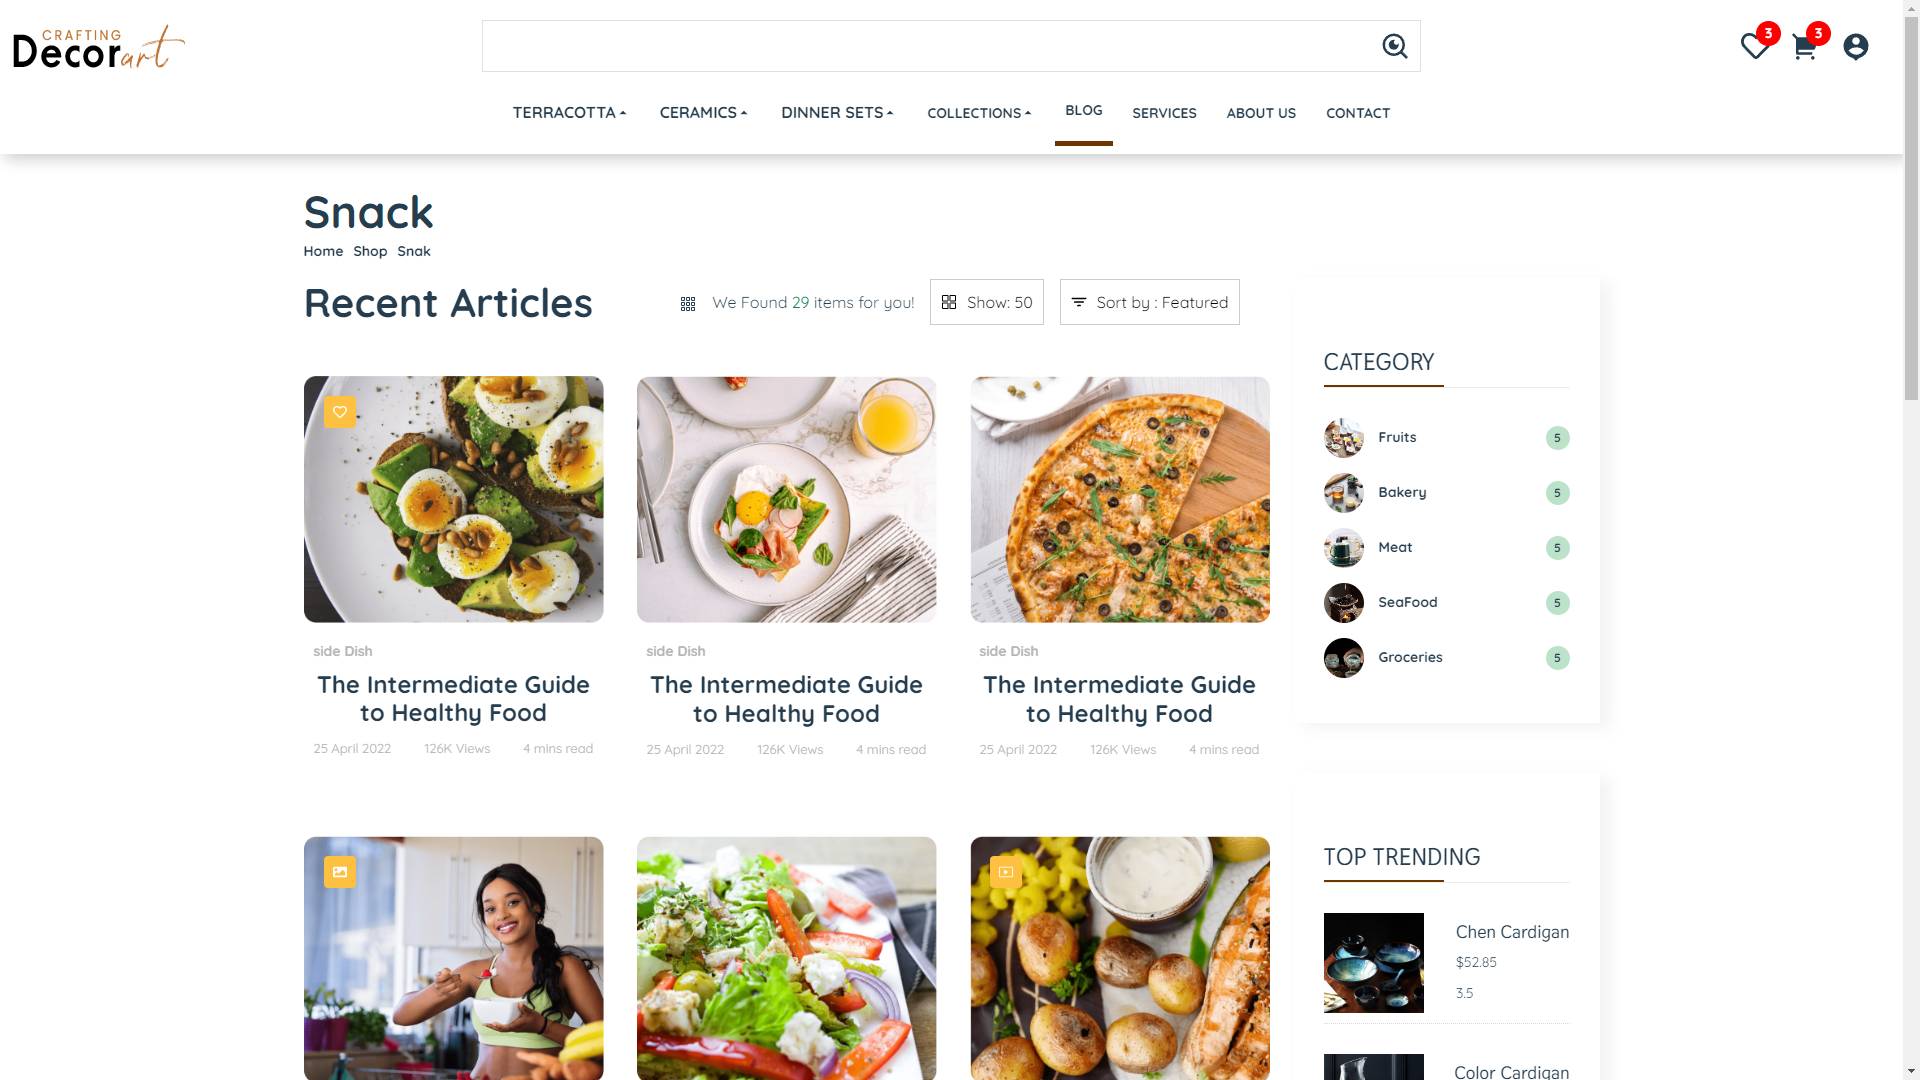 CRAFTING
Decorart
3
3
TERRACOTTA
CERAMICS
DINNER SETS
COLLECTIONS
BLOG
SERVICES
ABOUT US
CONTACT
Snack
Home Shop Snak
Recent Articles
We Found 29 items for you!
Show: 50
Sort by : Featured
side Dish
The Intermediate Guide
to Healthy Food
25 April 2022 126K Views 4 mins read
side Dish
The Intermediate Guide
to Healthy Food
25 April 2022 126K Views 4 mins read
side Dish
The Intermediate Guide
to Healthy Food
25 April 2022 126K Views 4 mins read
CATEGORY
Fruits 5
Bakery 5
Meat 5
SeaFood 5
Groceries 5
TOP TRENDING
Chen Cardigan
$52.85
3.5
Color Cardigan